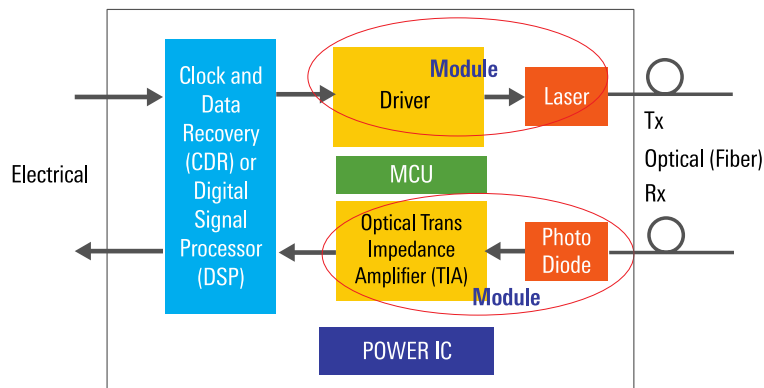 Electrical
Clock and
Data
Recovery
(CDR) or
Digital
Signal
Processor
(DSP)
Module
Driver
Laser
MCU
Optical Trans
Impedance
Amplifier (TIA)
Photo
Diode
Module
POWER IC
Tx
Optical (Fiber)
Rx